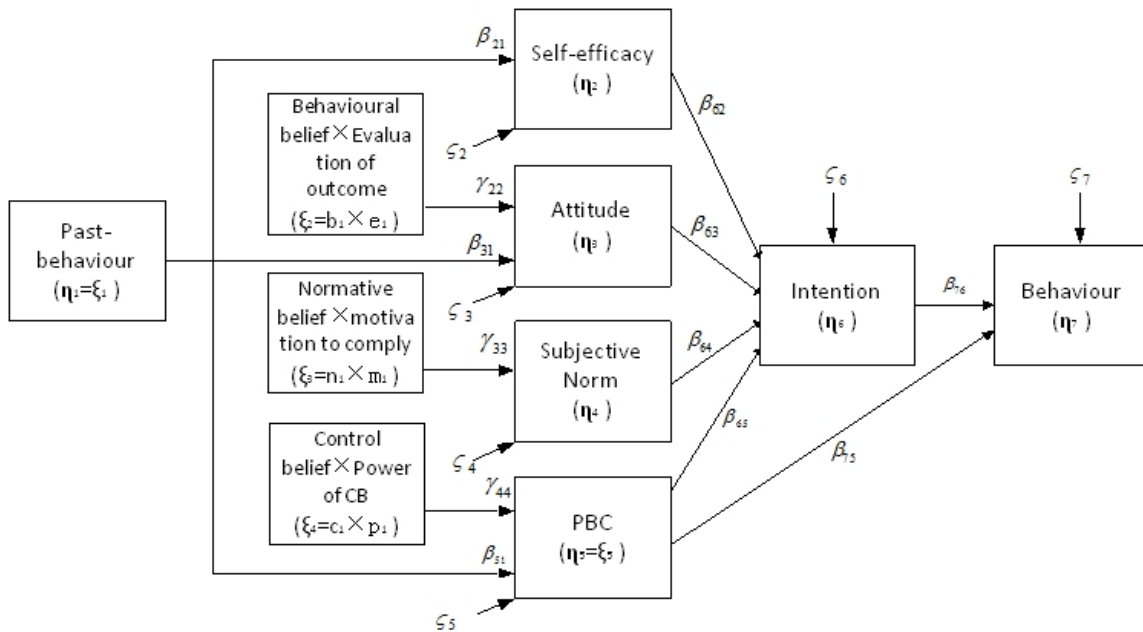 β21
Self-efficacy
(η2 )
β62
Behavioural
belief×Evalua
tion of
outcome
(ξ2=b1×e1)
ς2
γ22
Attitude
(η3 )
β63
ς6
ς7
Past-
behaviour
(η1=ξ1 )
β31
ς3
Intention
(η6 )
β76
Behaviour
(η7 )
Normative
belief×motiva
tion to comply
(ξ3=n1×m1)
γ33
Subjective
Norm
(η4 )
β64
ς4
β65
Control
belief×Power
of CB
(ξ4=c1×p1)
γ44
PBC
(η5=ξ5 )
β75
β51
ς5